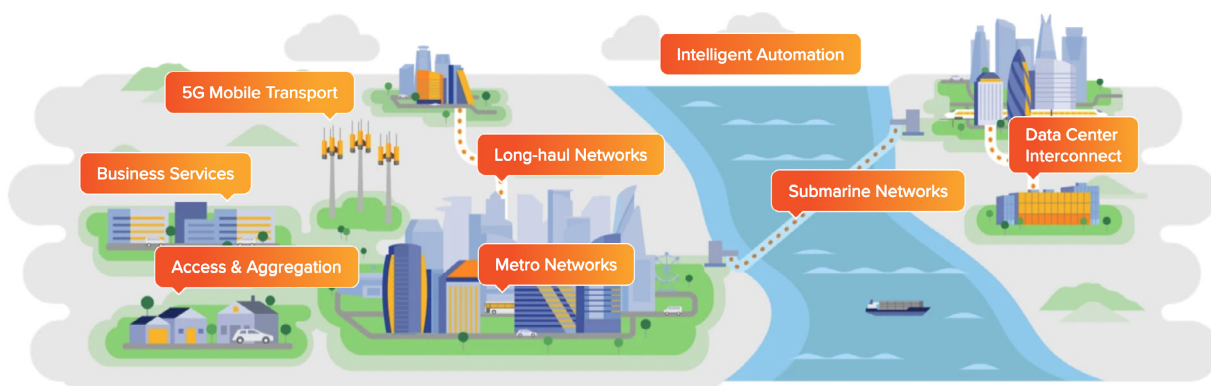 Intelligent Automation
5G Mobile Transport
Long-haul Networks
Data Center
Interconnect
Business Services
Submarine Networks
Access & Aggregation
Metro Networks